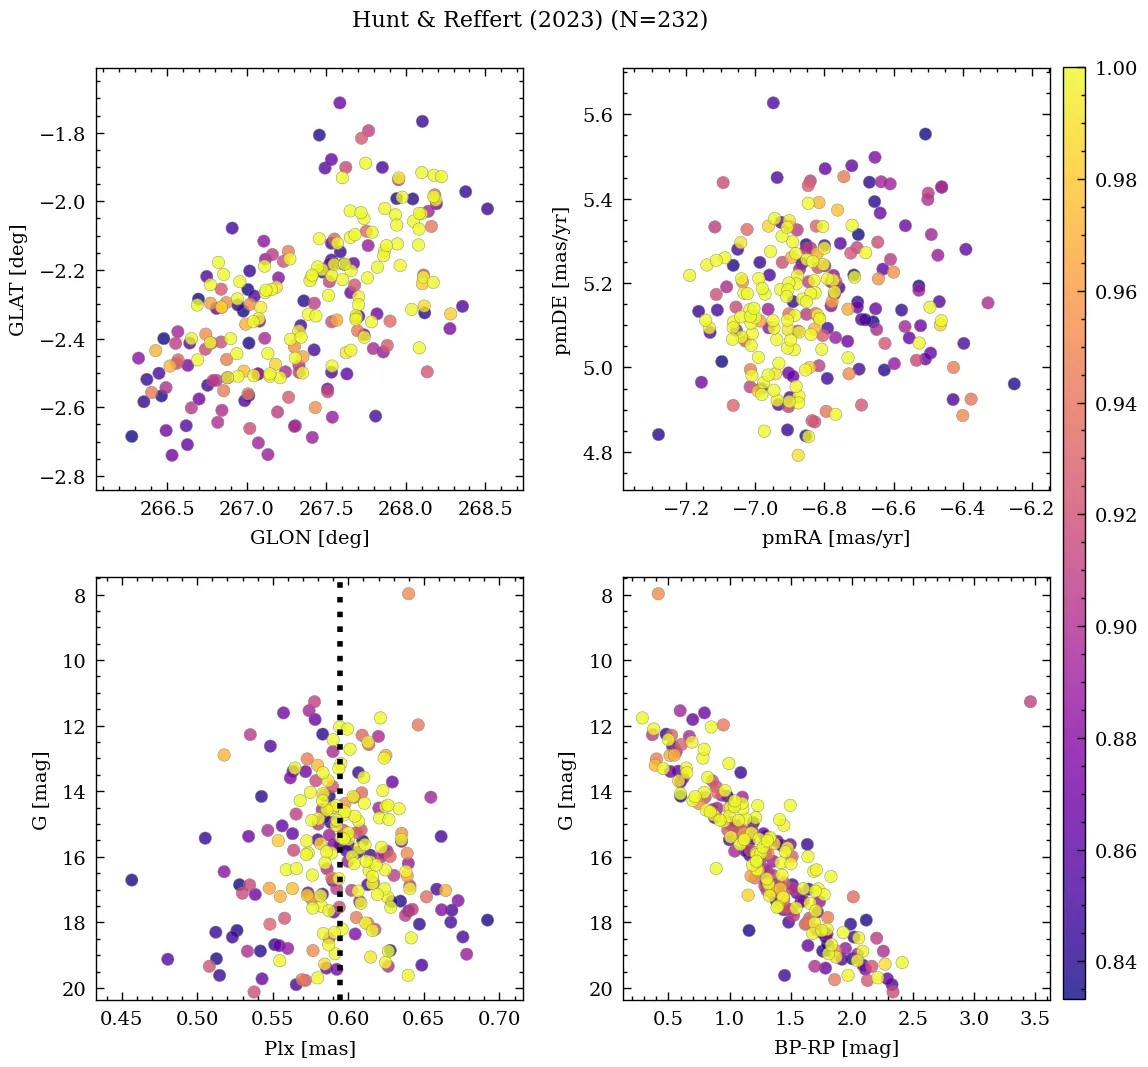 Hunt & Reffert (2023) (N=232)
−1.8
−2.0
−2.2
−2.4
−2.6
−2.8
GLAT [deg]
266.5 267.0 267.5 268.0 268.5
GLON [deg]
5.6
5.4
5.2
5.0
4.8
pmDE [mas/yr]
−7.2 −7.0 −6.8 −6.6 −6.4 −6.2
pmRA [mas/yr]
8
10
12
14
16
18
20
G [mag]
0.45 0.50 0.55 0.60 0.65 0.70
Plx [mas]
8
10
12
14
16
18
20
G [mag]
0.5 1.0 1.5 2.0 2.5 3.0 3.5
BP-RP [mag]
1.00
0.98
0.96
0.94
0.92
0.90
0.88
0.86
0.84